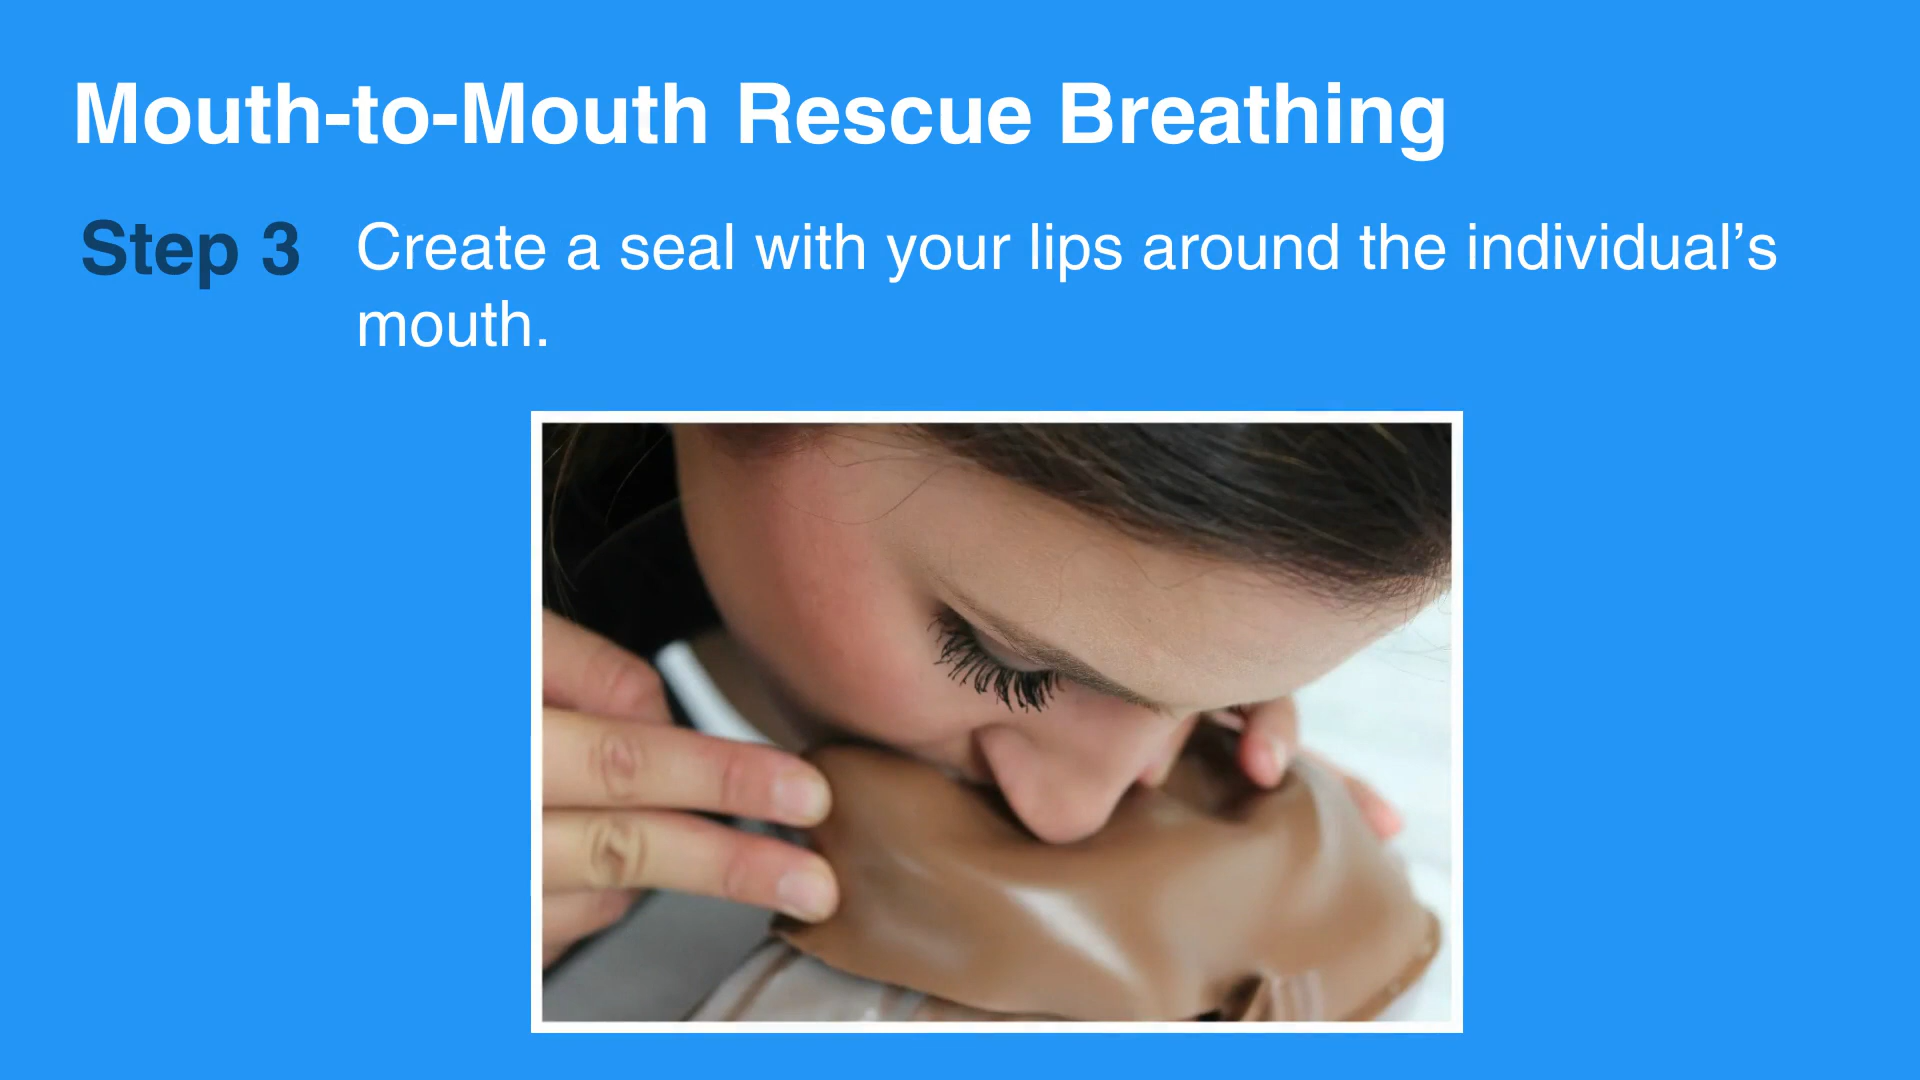 Mouth-to-Mouth Rescue Breathing
Step 3 Create a seal with your lips around the individual’s
mouth.